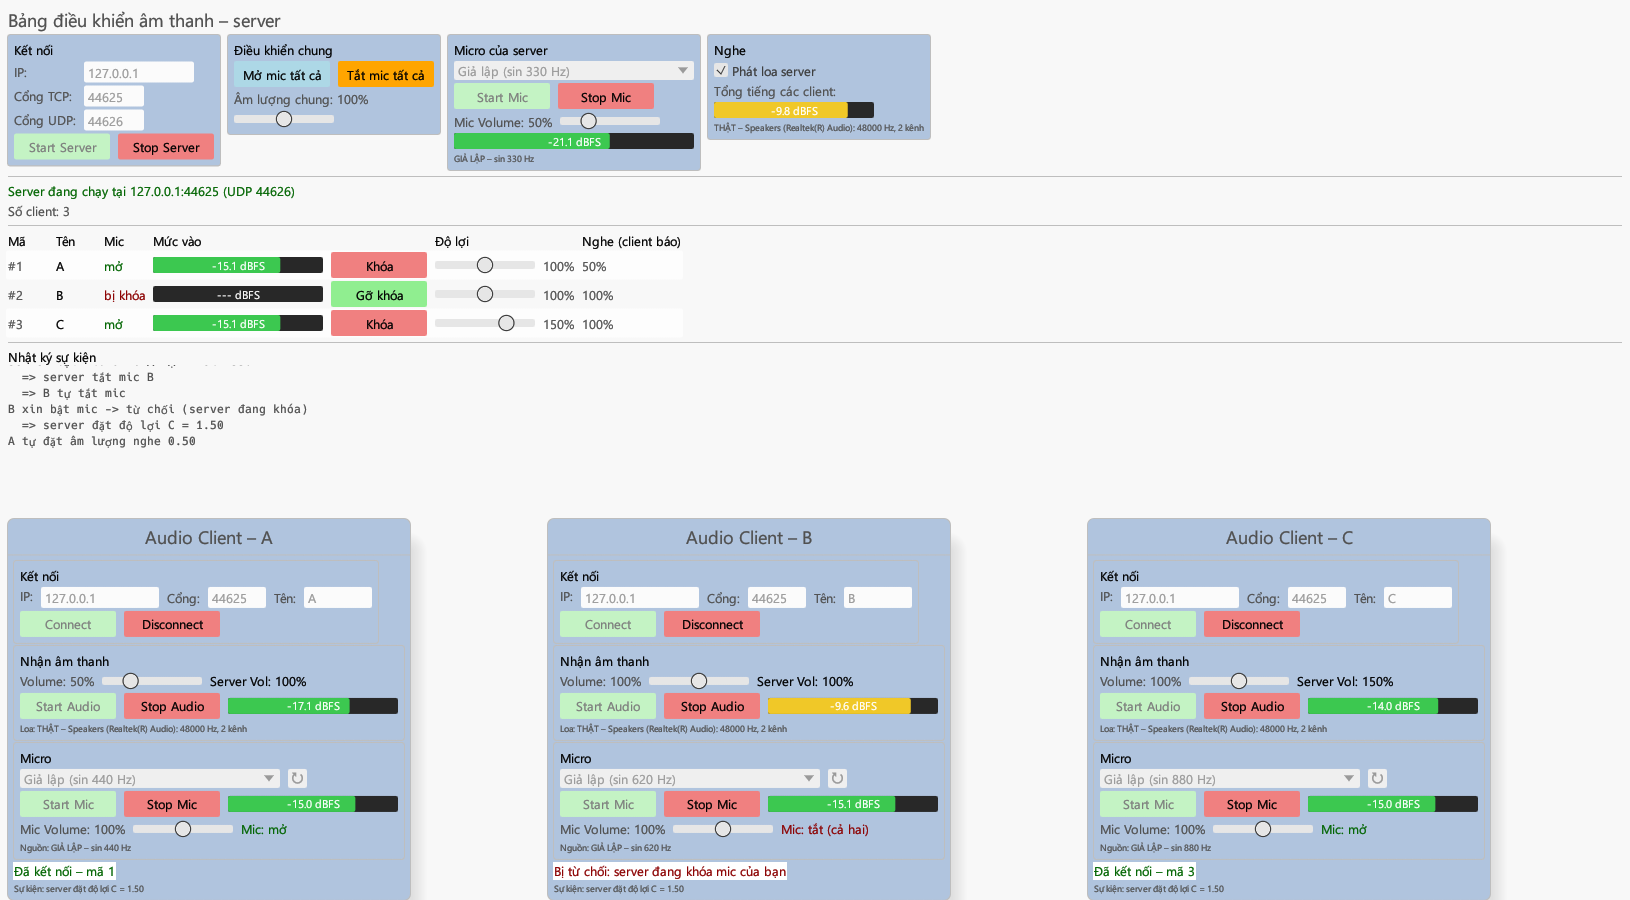 Bảng điều khiển âm thanh – server
Kết nối
IP: 127.0.0.1
Cổng TCP: 44625
Cổng UDP: 44626
Start Server Stop Server
Điều khiển chung
Mở mic tất cả Tắt mic tất cả
Âm lượng chung: 100%
Micro của server
Giả lập (sin 330 Hz)
Start Mic Stop Mic
Mic Volume: 50%
-21.1 dBFS
GIẢ LẬP – sin 330 Hz
Nghe
Phát loa server
Tổng tiếng các client:
-9.8 dBFS
THẬT – Speakers (Realtek(R) Audio): 48000 Hz, 2 kênh
Server đang chạy tại 127.0.0.1:44625 (UDP 44626)
Số client: 3
Mã Tên Mic Mức vào Độ lợi Nghe (client báo)
#1 A mở -15.1 dBFS Khóa 100% 50%
#2 B bị khóa --- dBFS Gỡ khóa 100% 100%
#3 C mở -15.1 dBFS Khóa 150% 100%
Nhật ký sự kiện
=> server tắt mic B
=> B tự tắt mic
B xin bật mic -> từ chối (server đang khóa)
=> server đặt độ lợi C = 1.50
A tự đặt âm lượng nghe 0.50
Audio Client – A
Kết nối
IP: 127.0.0.1 Cổng: 44625 Tên: A
Connect Disconnect
Nhận âm thanh
Volume: 50% Server Vol: 100%
Start Audio Stop Audio -17.1 dBFS
Loa: THẬT – Speakers (Realtek(R) Audio): 48000 Hz, 2 kênh
Micro
Giả lập (sin 440 Hz) ↻
Start Mic Stop Mic -15.0 dBFS
Mic Volume: 100% Mic: mở
Nguồn: GIẢ LẬP – sin 440 Hz
Đã kết nối – mã 1
Sự kiện: server đặt độ lợi C = 1.50
Audio Client – B
Kết nối
IP: 127.0.0.1 Cổng: 44625 Tên: B
Connect Disconnect
Nhận âm thanh
Volume: 100% Server Vol: 100%
Start Audio Stop Audio -9.6 dBFS
Loa: THẬT – Speakers (Realtek(R) Audio): 48000 Hz, 2 kênh
Micro
Giả lập (sin 620 Hz) ↻
Start Mic Stop Mic -15.1 dBFS
Mic Volume: 100% Mic: tắt (cả hai)
Nguồn: GIẢ LẬP – sin 620 Hz
Bị từ chối: server đang khóa mic của bạn
Sự kiện: server đặt độ lợi C = 1.50
Audio Client – C
Kết nối
IP: 127.0.0.1 Cổng: 44625 Tên: C
Connect Disconnect
Nhận âm thanh
Volume: 100% Server Vol: 150%
Start Audio Stop Audio -14.0 dBFS
Loa: THẬT – Speakers (Realtek(R) Audio): 48000 Hz, 2 kênh
Micro
Giả lập (sin 880 Hz) ↻
Start Mic Stop Mic -15.0 dBFS
Mic Volume: 100% Mic: mở
Nguồn: GIẢ LẬP – sin 880 Hz
Đã kết nối – mã 3
Sự kiện: server đặt độ lợi C = 1.50